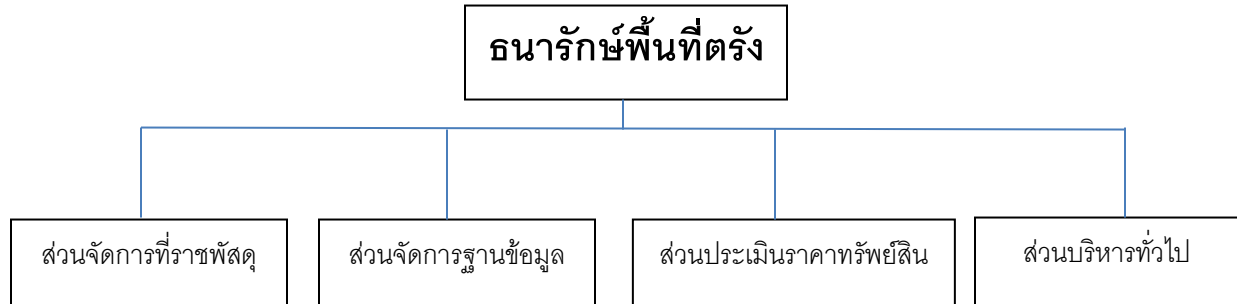 ธนารักษ์พื้นที่ตรัง
ส่วนจัดการที่ราชพัสดุ
ส่วนจัดการฐานข้อมูล
ส่วนประเมินราคาทรัพย์สิน
ส่วนบริหารทั่วไป